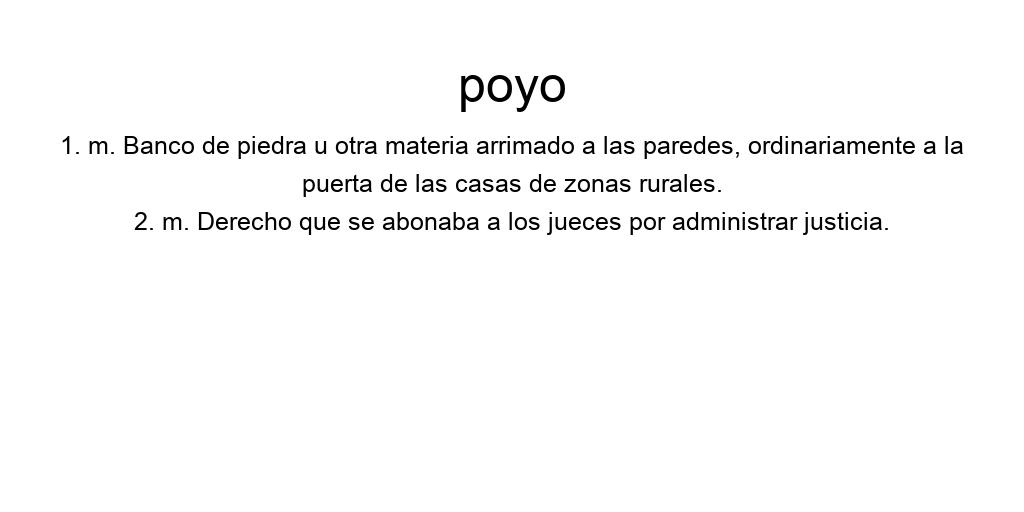 poyo
1. m. Banco de piedra u otra materia arrimado a las paredes, ordinariamente a la
puerta de las casas de zonas rurales.
2. m. Derecho que se abonaba a los jueces por administrar justicia.